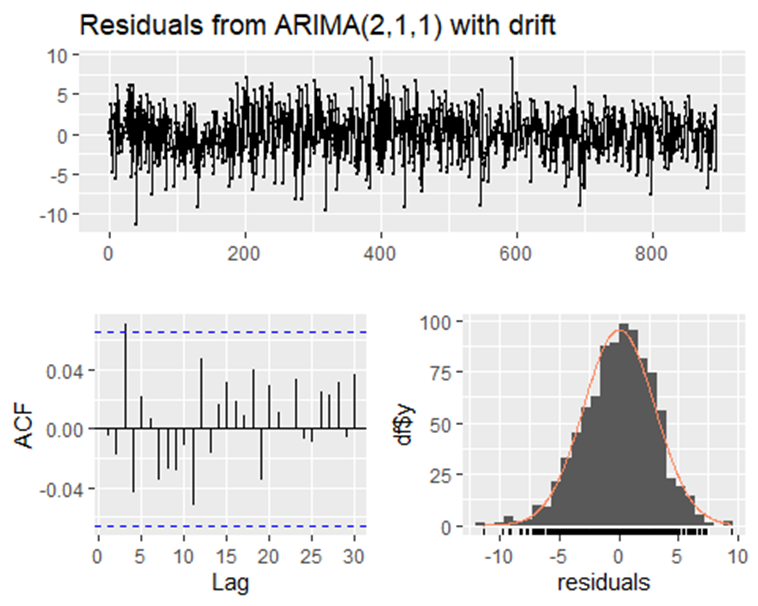 Residuals from ARIMA(2,1,1) with drift
10
5
0
-5
-10
0 200 400 600 800
ACF
0.04
0.00
-0.04
0 5 10 15 20 25 30
Lag
df$y
100
75
50
25
0
-10 -5 0 5 10
residuals